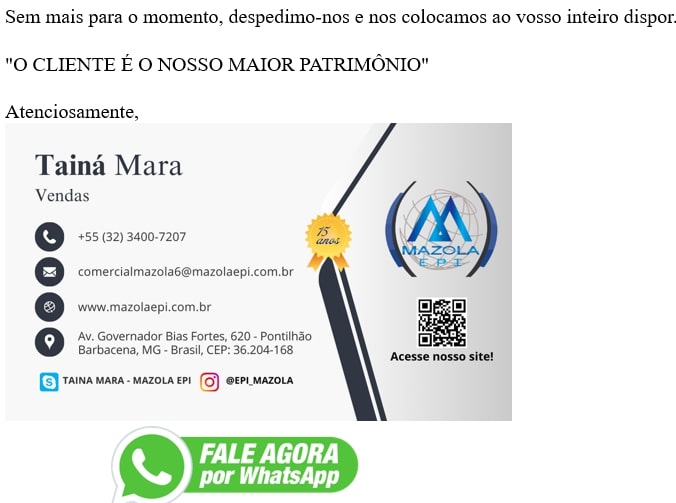 Sem mais para o momento, despedimo-nos e nos colocamos ao vosso inteiro dispor.
"O CLIENTE É O NOSSO MAIOR PATRIMÔNIO"
Atenciosamente,
Tainá Mara
Vendas
+55 (32) 3400-7207
comercialmazola6@mazolaepi.com.br
www.mazolaepi.com.br
Av. Governador Bias Fortes, 620 - Pontilhão
Barbacena, MG - Brasil, CEP: 36.204-168
TAINA MARA - MAZOLA EPI
@EPI_MAZOLA
15
anos
MAZOLA
EPI
Acesse nosso site!
FALE AGORA
por WhatsApp